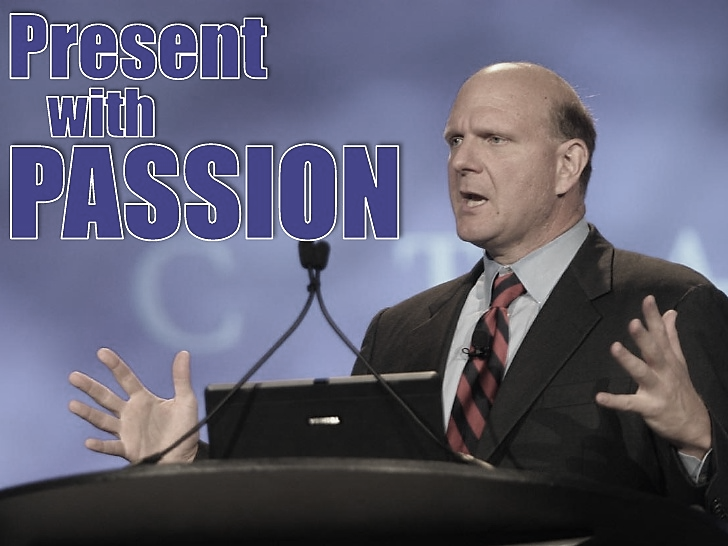 Present
with
PASSION
C T A